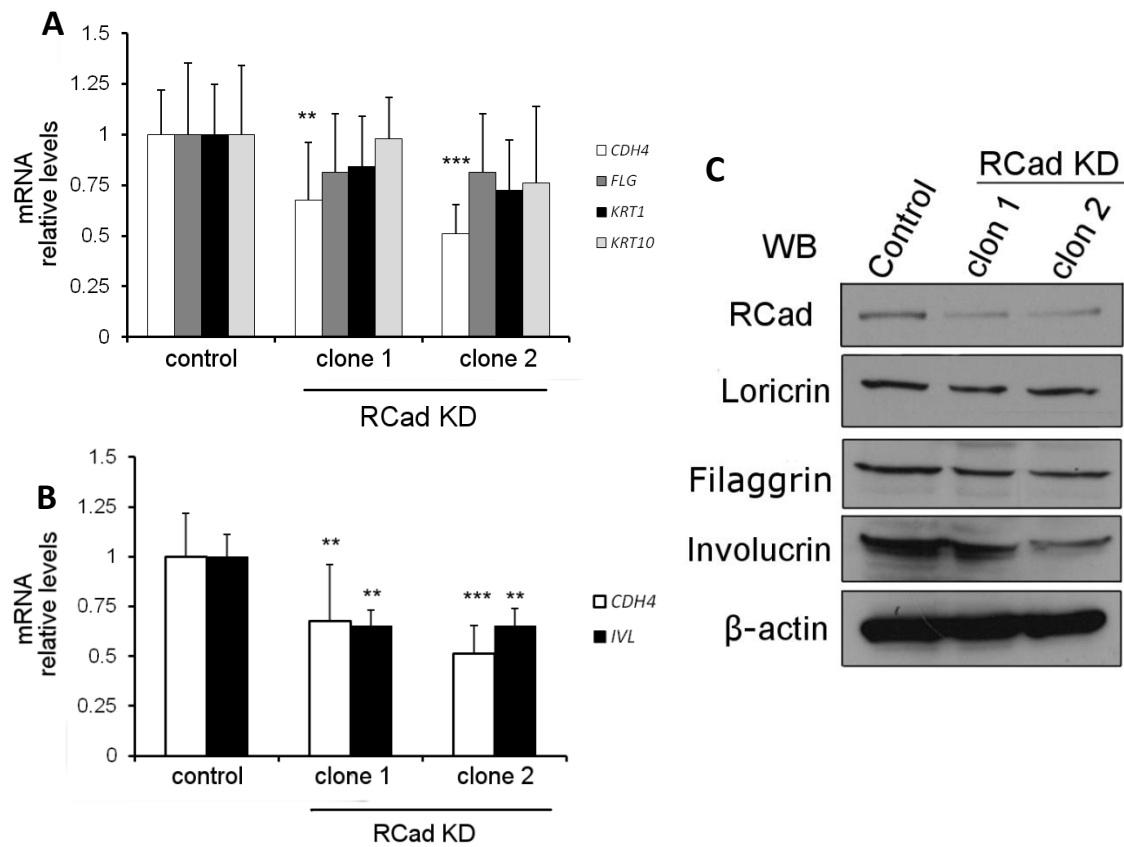 A
1.5
1.25
1
0.75
0.5
0.25
0
mRNA
relative levels
**
***
control
clone 1
clone 2
RCad KD
CDH4
FLG
KRT1
KRT10
B
1.5
1.25
1
0.75
0.5
0.25
0
mRNA
relative levels
**
**
***
**
control
clone 1
clone 2
RCad KD
CDH4
IVL
C
RCad KD
WB
Control
clon 1
clon 2
RCad
Loricrin
Filaggrin
Involucrin
β-actin